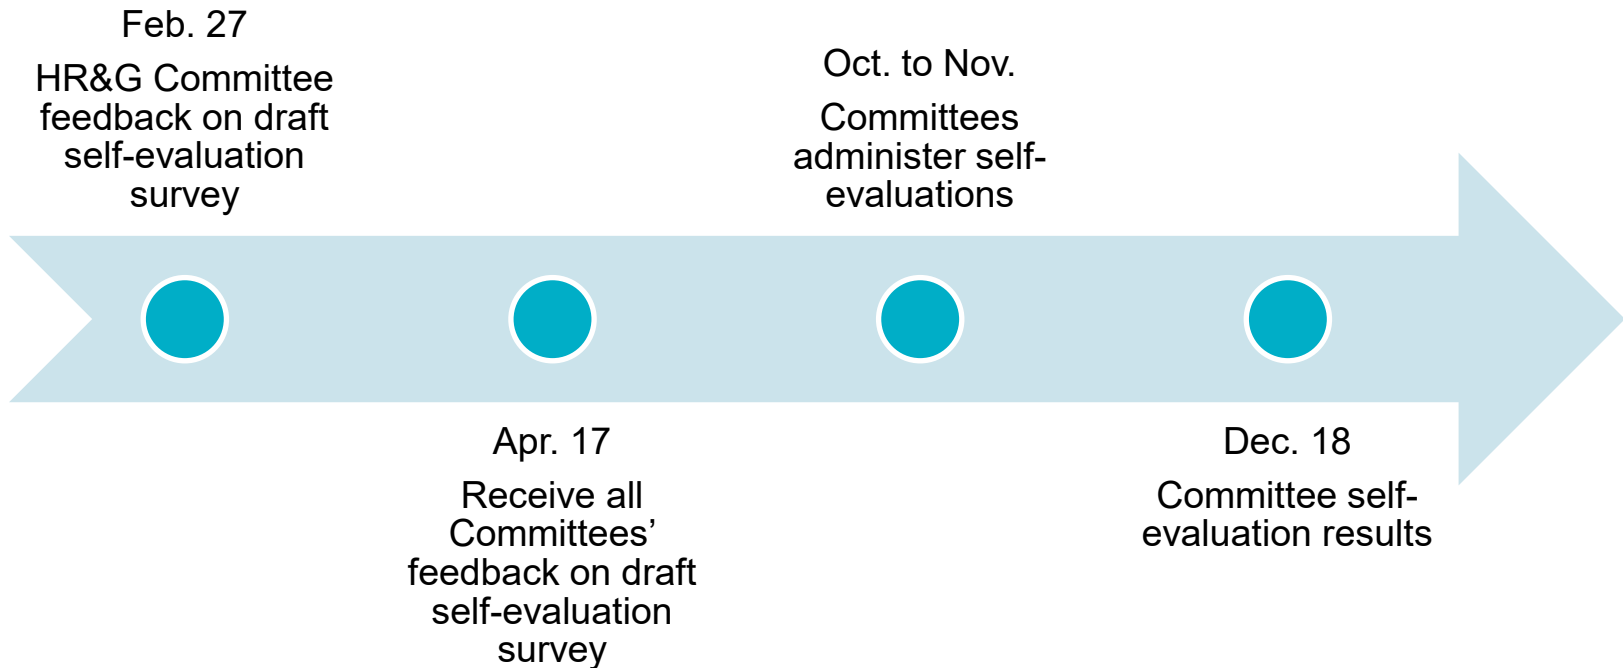 Feb. 27
HR&G Committee
feedback on draft
self-evaluation
survey
Apr. 17
Receive all
Committees’
feedback on draft
self-evaluation
survey
Oct. to Nov.
Committees
administer self-
evaluations
Dec. 18
Committee self-
evaluation results